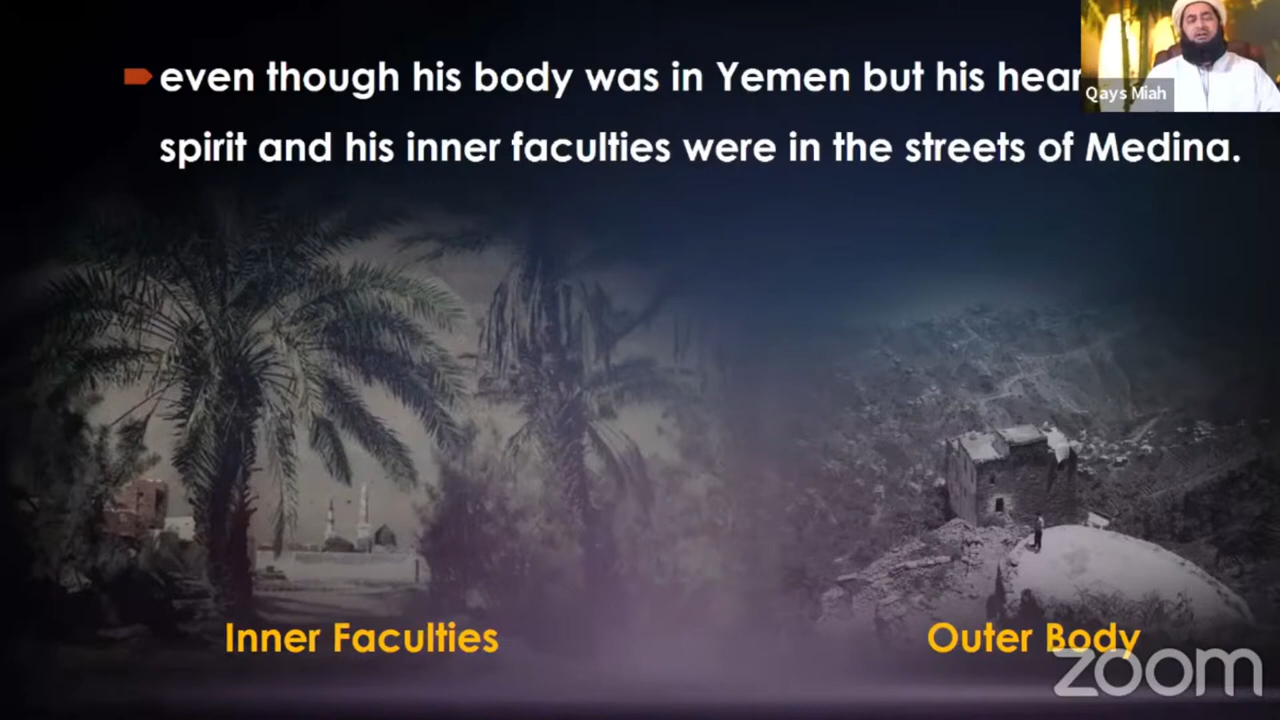 even though his body was in Yemen but his hear
Qays Miah
spirit and his inner faculties were in the streets of Medina.
Inner Faculties
Outer Body
zoom